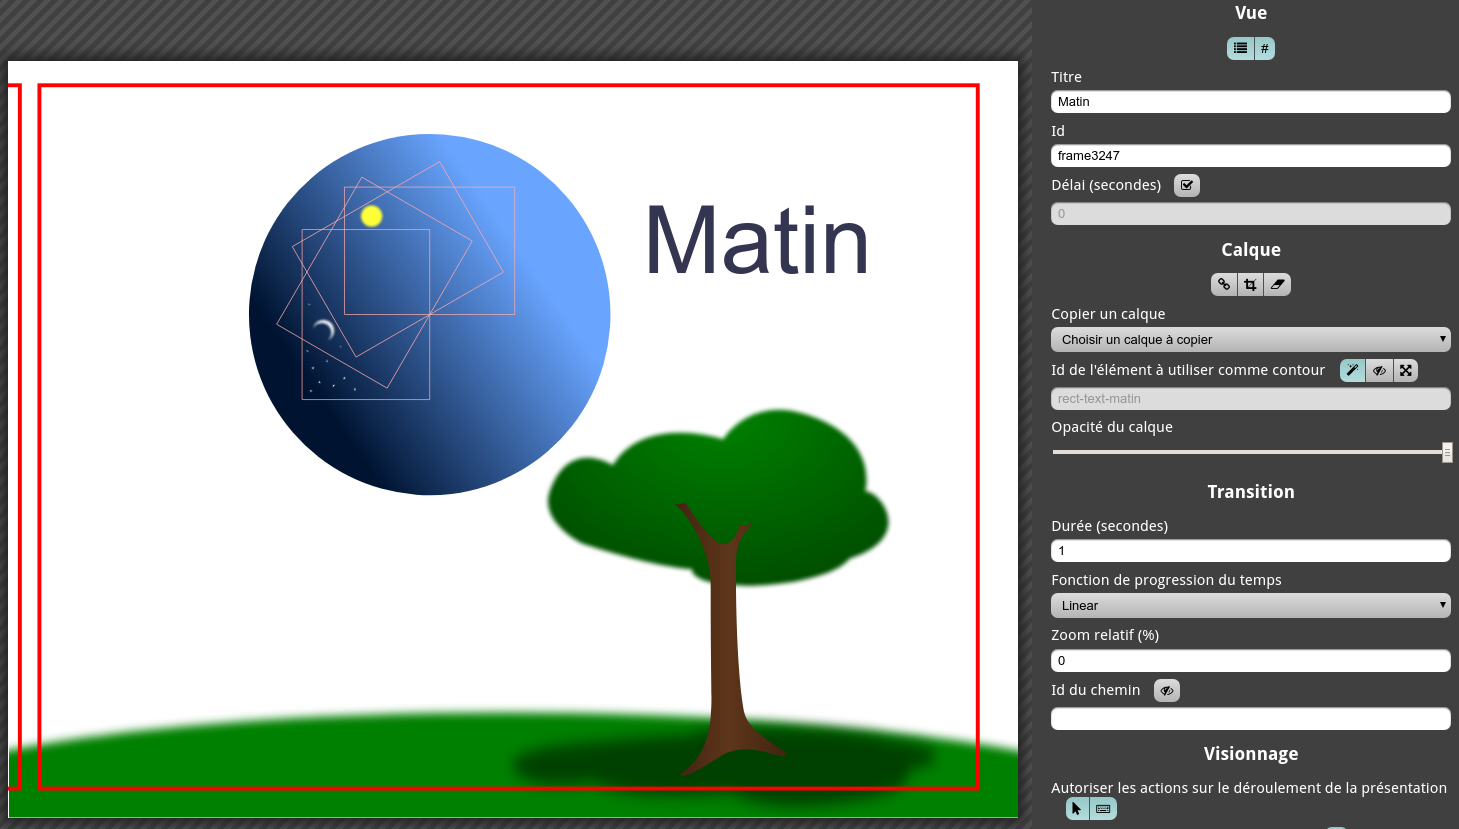 Matin
Vue
#
Titre
Matin
Id
frame3247
Délai (secondes)
0
Calque
Copier un calque
Choisir un calque à copier
Id de l'élément à utiliser comme contour
rect-text-matin
Opacité du calque
Transition
Durée (secondes)
1
Fonction de progression du temps
Linear
Zoom relatif (%)
0
Id du chemin
Visionnage
Autoriser les actions sur le déroulement de la présentation